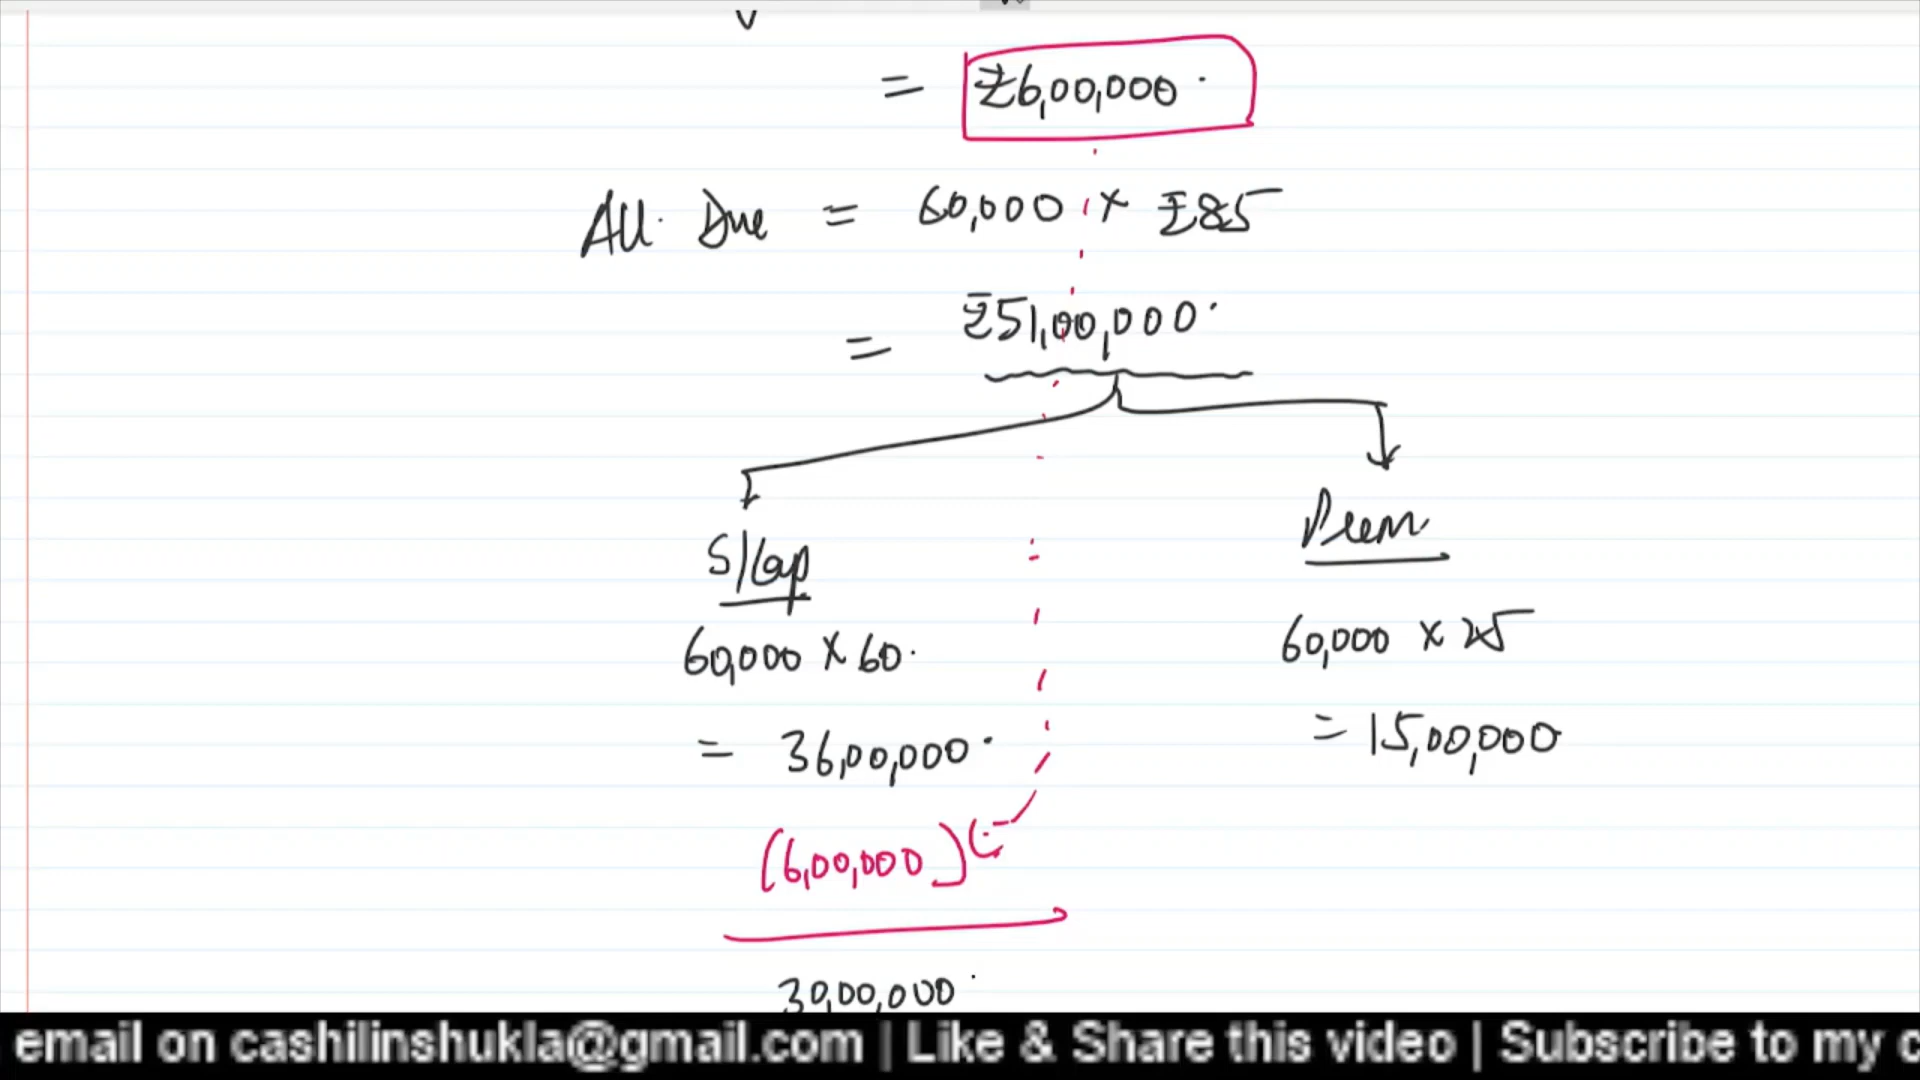 = ₹6,00,000
All. Due = 60,000 × ₹85
= ₹51,00,000
S/Cap
Prem
60,000 × 60
60,000 × 25
= 36,00,000
= 15,00,000
(6,00,000)
30,00,000
email on cashilinshukla@gmail.com | Like & Share this video | Subscribe to my c